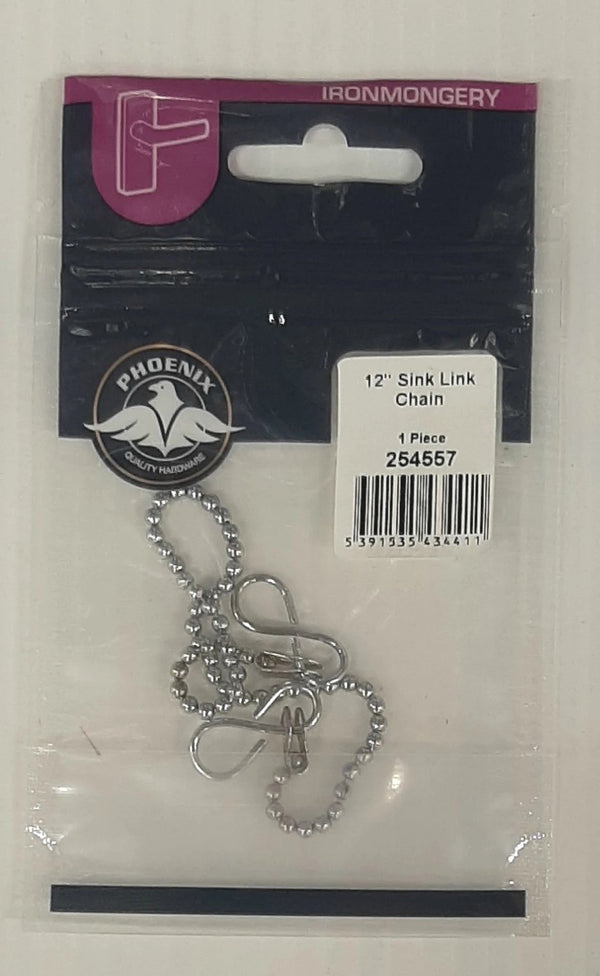 IRONMONGERY
PHOENIX
QUALITY HARDWARE
12" Sink Link
Chain
1 Piece
254557
5 391535 434411